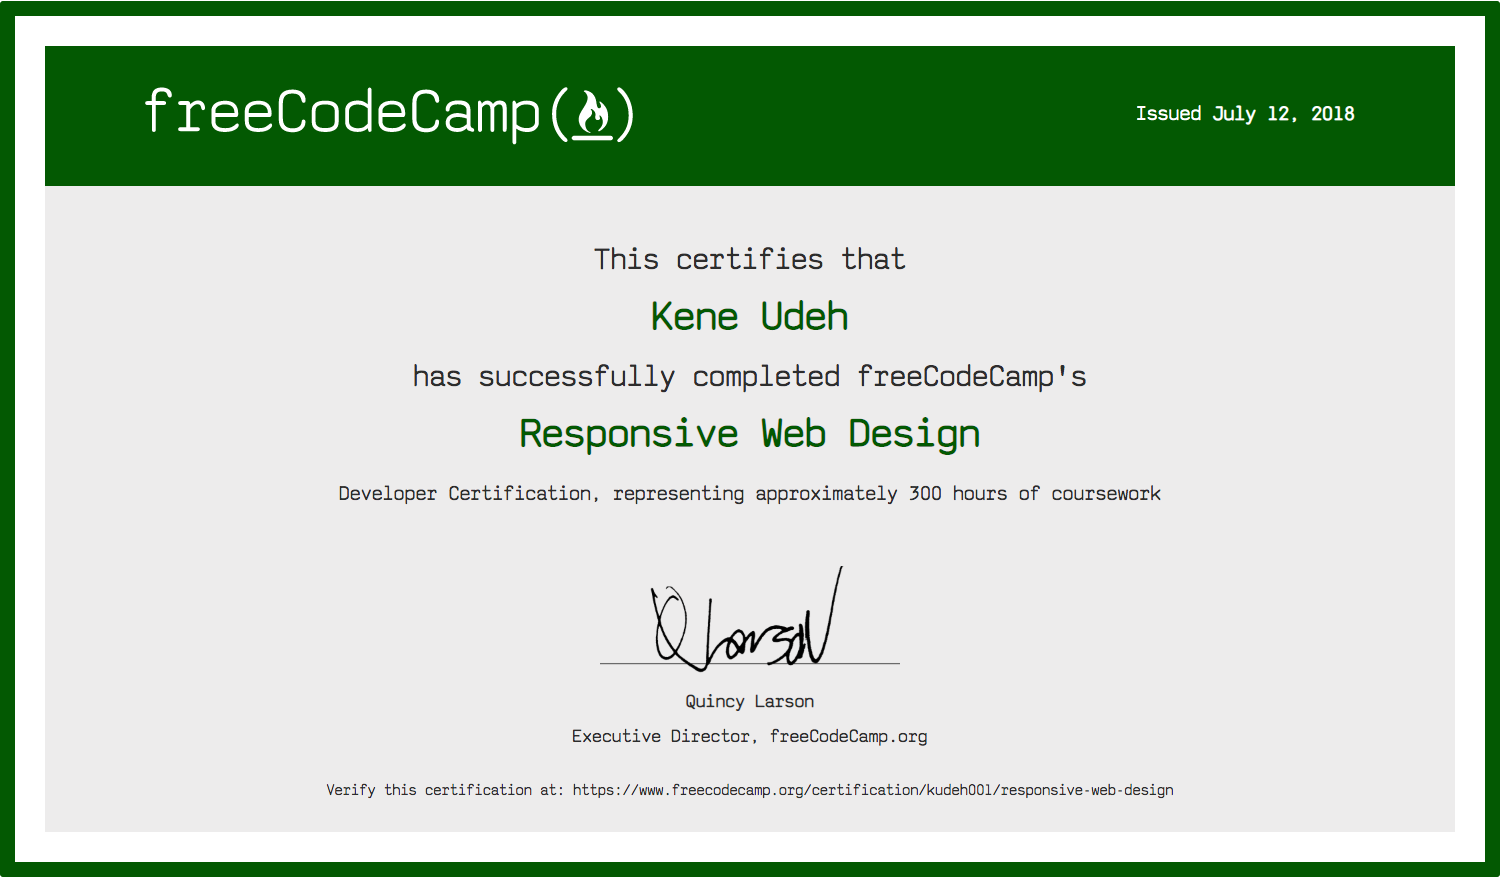 freeCodeCamp()
Issued July 12, 2018
This certifies that
Kene Udeh
has successfully completed freeCodeCamp's
Responsive Web Design
Developer Certification, representing approximately 300 hours of coursework
Q Larson
Quincy Larson
Executive Director, freeCodeCamp.org
Verify this certification at: https://www.freecodecamp.org/certification/kudeh001/responsive-web-design